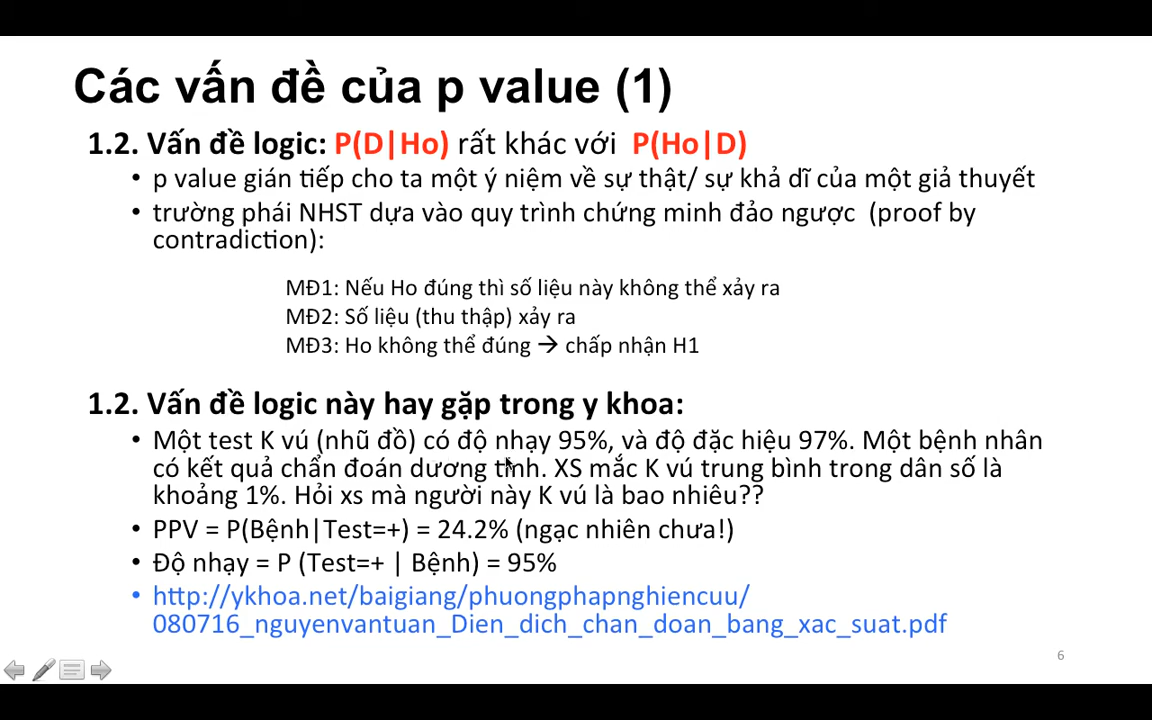 Các vấn đề của p value (1)
1.2. Vấn đề logic: P(D|Ho) rất khác với P(Ho|D)
• p value gián tiếp cho ta một ý niệm về sự thật/ sự khả dĩ của một giả thuyết
• trường phái NHST dựa vào quy trình chứng minh đảo ngược (proof by
contradiction):
MĐ1: Nếu Ho đúng thì số liệu này không thể xảy ra
MĐ2: Số liệu (thu thập) xảy ra
MĐ3: Ho không thể đúng → chấp nhận H1
1.2. Vấn đề logic này hay gặp trong y khoa:
• Một test K vú (nhũ đồ) có độ nhạy 95%, và độ đặc hiệu 97%. Một bệnh nhân
có kết quả chẩn đoán dương tính. XS mắc K vú trung bình trong dân số là
khoảng 1%. Hỏi xs mà người này K vú là bao nhiêu??
• PPV = P(Bệnh|Test=+) = 24.2% (ngạc nhiên chưa!)
• Độ nhạy = P (Test=+ | Bệnh) = 95%
• http://ykhoa.net/baigiang/phuongphapnghiencuu/
080716_nguyenvantuan_Dien_dich_chan_doan_bang_xac_suat.pdf
6